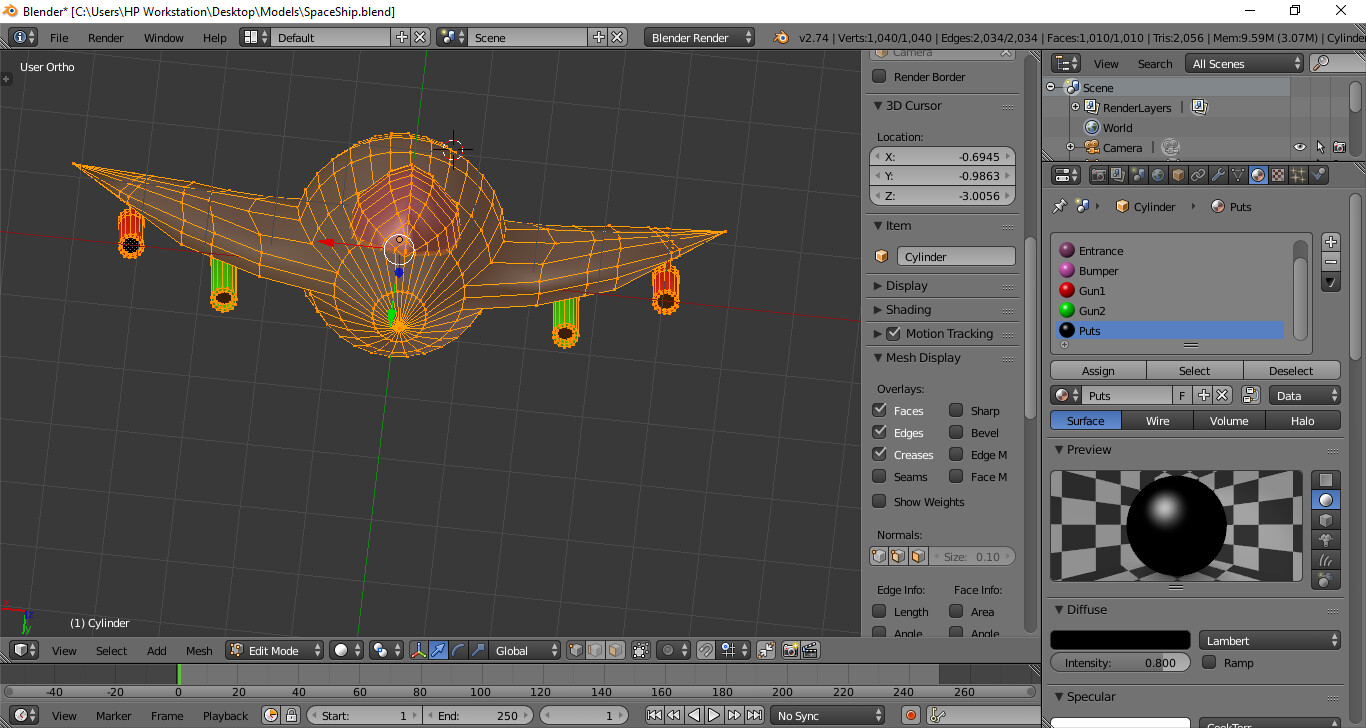 Blender* [C:\Users\HP Workstation\Desktop\Models\SpaceShip.blend]
File Render Window Help Default Scene Blender Render v2.74 | Verts:1,040/1,040 | Edges:2,034/2,034 | Faces:1,010/1,010 | Tris:2,056 | Mem:9.59M (3.07M) | Cylinder
User Ortho
(1) Cylinder
View Select Add Mesh Edit Mode Global
-40 -20 0 20 40 60 80 100 120 140 160 180 200 220 240 260
View Marker Frame Playback Start: 1 End: 250 1 No Sync
Camera
Render Border
3D Cursor
Location:
X: -0.6945
Y: -0.9863
Z: -3.0056
Item
Cylinder
Display
Shading
Motion Tracking
Mesh Display
Overlays:
Faces Sharp
Edges Bevel
Creases Edge M
Seams Face M
Show Weights
Normals:
Size: 0.10
Edge Info: Face Info:
Length Area
Angle Angle
View Search All Scenes
Scene
RenderLayers |
World
Camera |
Cylinder Puts
Entrance
Bumper
Gun1
Gun2
Puts
Assign Select Deselect
Puts F Data
Surface Wire Volume Halo
Preview
Diffuse
Lambert
Intensity: 0.800 Ramp
Specular
CookTorr